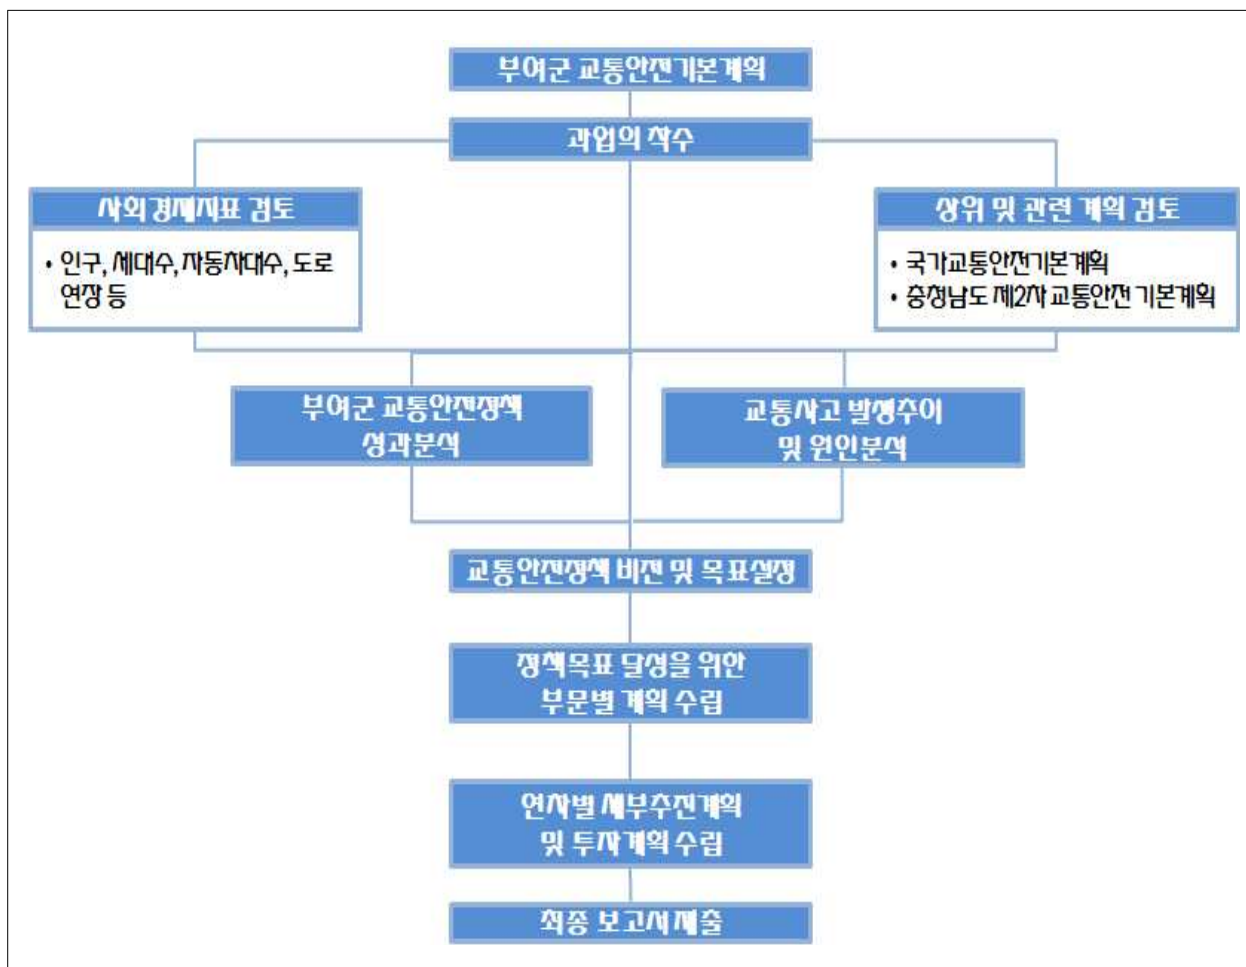 부여군 교통안전기본계획
과업의 착수
사회경제지표 검토
• 인구, 세대수, 자동차대수, 도로
연장 등
상위 및 관련 계획 검토
• 국가교통안전기본계획
• 충청남도 제2차 교통안전 기본계획
부여군 교통안전정책
성과분석
교통사고 발생추이
및 원인분석
교통안전정책 비전 및 목표설정
정책목표 달성을 위한
부문별 계획 수립
연차별 세부추진계획
및 투자계획 수립
최종 보고서 제출